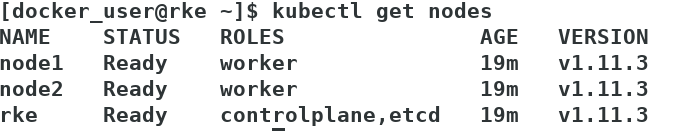 [docker_user@rke ~]$ kubectl get nodes
NAME STATUS ROLES AGE VERSION
node1 Ready worker 19m v1.11.3
node2 Ready worker 19m v1.11.3
rke Ready controlplane,etcd 19m v1.11.3